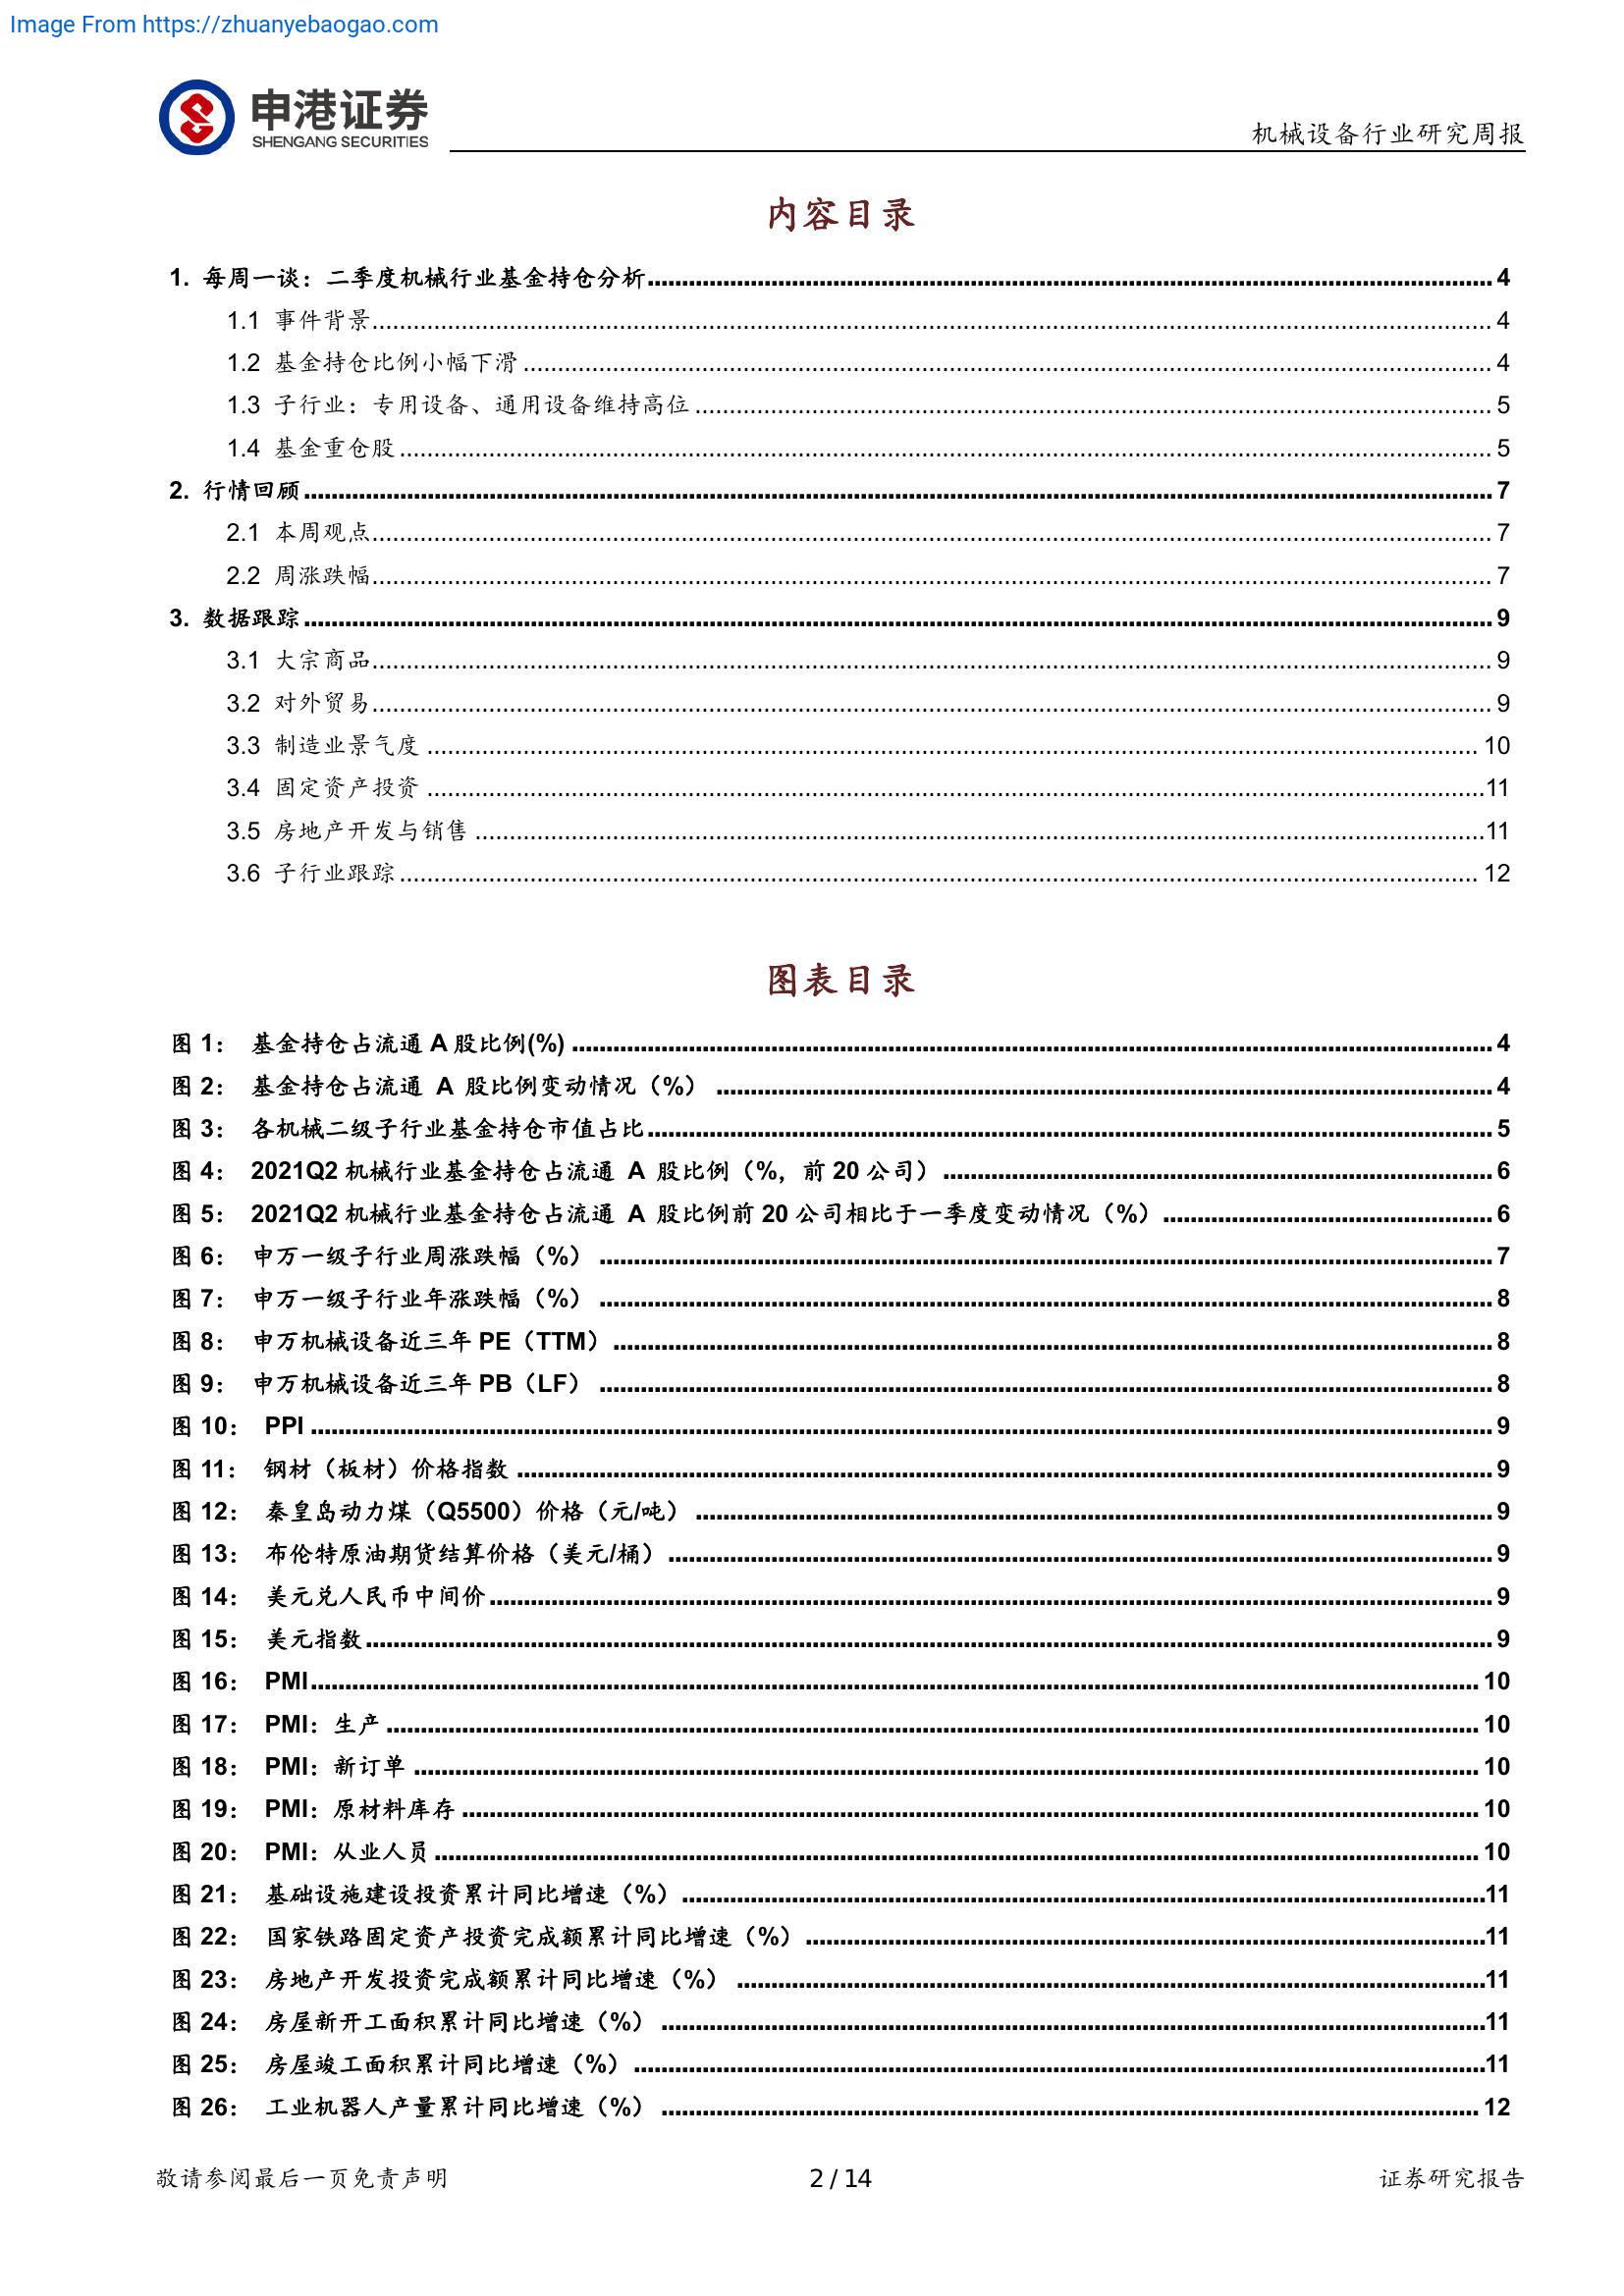 Image From https://zhuanyebaogao.com
申港证券
SHENGANG SECURITIES
机械设备行业研究周报
内容目录
1. 每周一谈：二季度机械行业基金持仓分析 4
1.1 事件背景 4
1.2 基金持仓比例小幅下滑 4
1.3 子行业：专用设备、通用设备维持高位 5
1.4 基金重仓股 5
2. 行情回顾 7
2.1 本周观点 7
2.2 周涨跌幅 7
3. 数据跟踪 9
3.1 大宗商品 9
3.2 对外贸易 9
3.3 制造业景气度 10
3.4 固定资产投资 11
3.5 房地产开发与销售 11
3.6 子行业跟踪 12
图表目录
图 1： 基金持仓占流通 A 股比例(%) 4
图 2： 基金持仓占流通 A 股比例变动情况（%） 4
图 3： 各机械二级子行业基金持仓市值占比 5
图 4： 2021Q2 机械行业基金持仓占流通 A 股比例（%，前 20 公司） 6
图 5： 2021Q2 机械行业基金持仓占流通 A 股比例前 20 公司相比于一季度变动情况（%） 6
图 6： 申万一级子行业周涨跌幅（%） 7
图 7： 申万一级子行业年涨跌幅（%） 8
图 8： 申万机械设备近三年 PE（TTM） 8
图 9： 申万机械设备近三年 PB（LF） 8
图 10： PPI 9
图 11： 钢材（板材）价格指数 9
图 12： 秦皇岛动力煤（Q5500）价格（元/吨） 9
图 13： 布伦特原油期货结算价格（美元/桶） 9
图 14： 美元兑人民币中间价 9
图 15： 美元指数 9
图 16： PMI 10
图 17： PMI：生产 10
图 18： PMI：新订单 10
图 19： PMI：原材料库存 10
图 20： PMI：从业人员 10
图 21： 基础设施建设投资累计同比增速（%） 11
图 22： 国家铁路固定资产投资完成额累计同比增速（%） 11
图 23： 房地产开发投资完成额累计同比增速（%） 11
图 24： 房屋新开工面积累计同比增速（%） 11
图 25： 房屋竣工面积累计同比增速（%） 11
图 26： 工业机器人产量累计同比增速（%） 12
敬请参阅最后一页免责声明
2 / 14
证券研究报告